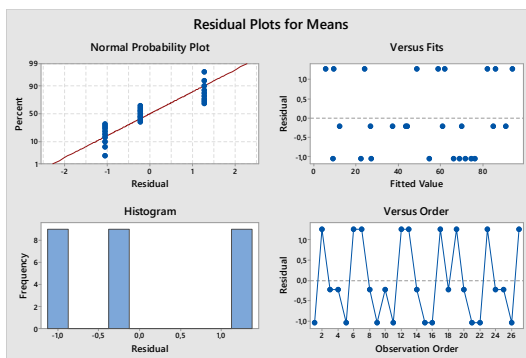 Residual Plots for Means
Normal Probability Plot
99
90
50
10
1
Percent
-2 -1 0 1 2
Residual
Versus Fits
1,0
0,5
0,0
-0,5
-1,0
Residual
0 20 40 60 80
Fitted Value
Histogram
8
6
4
2
0
Frequency
-1,0 -0,5 0,0 0,5 1,0
Residual
Versus Order
1,0
0,5
0,0
-0,5
-1,0
Residual
2 4 6 8 10 12 14 16 18 20 22 24 26
Observation Order